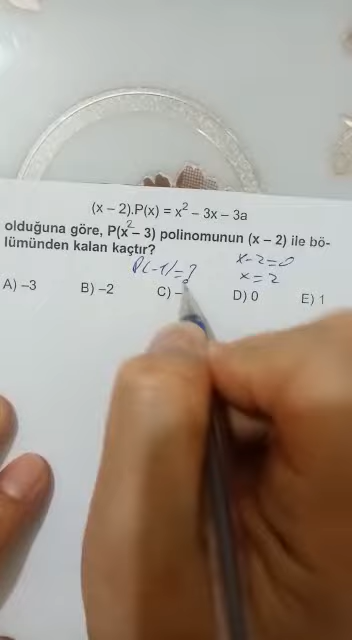 (x – 2).P(x) = x² – 3x – 3a
olduğuna göre, P(x – 3) polinomunun (x – 2) ile bö-
lümünden kalan kaçtır?
2
P(-1)=?
x-2=0
x=2
A) –3 B) –2 C) – D) 0 E) 1